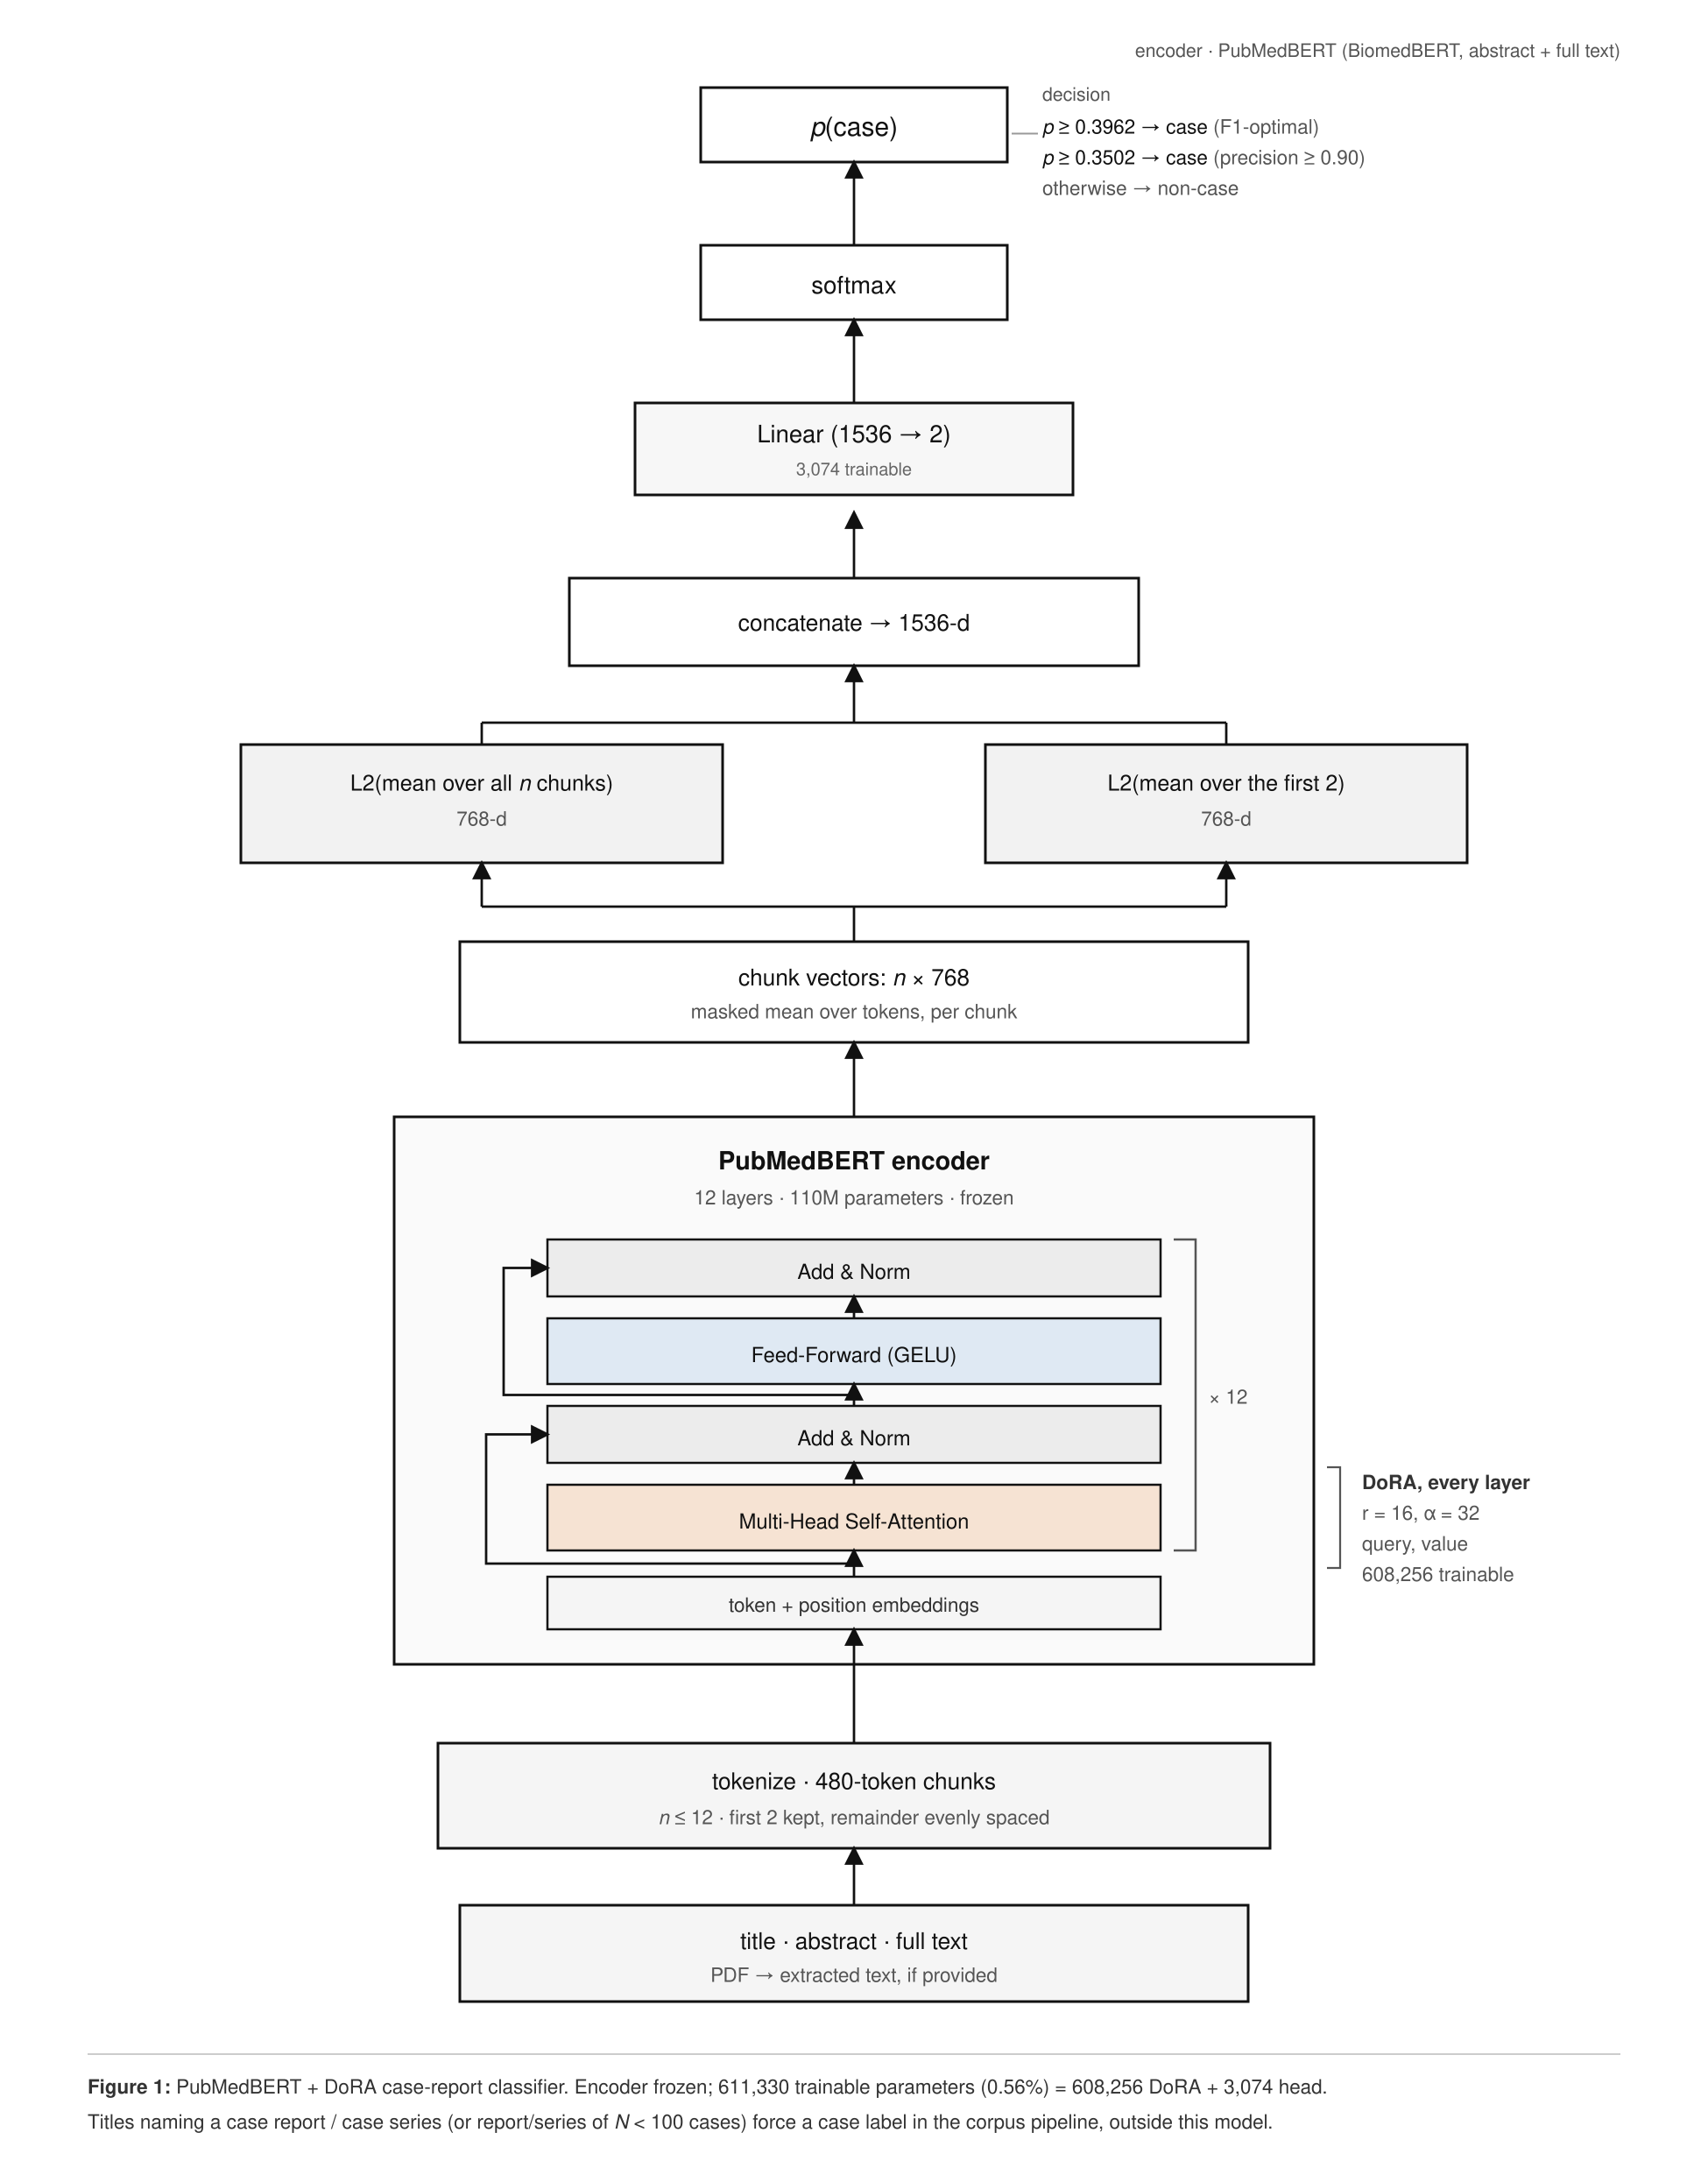 encoder · PubMedBERT (BiomedBERT, abstract + full text)
p(case)
decision
p ≥ 0.3962 → case (F1-optimal)
p ≥ 0.3502 → case (precision ≥ 0.90)
otherwise → non-case
softmax
Linear (1536 → 2)
3,074 trainable
concatenate → 1536-d
L2(mean over all n chunks)
768-d
L2(mean over the first 2)
768-d
chunk vectors: n × 768
masked mean over tokens, per chunk
PubMedBERT encoder
12 layers · 110M parameters · frozen
Add & Norm
Feed-Forward (GELU)
× 12
Add & Norm
Multi-Head Self-Attention
token + position embeddings
DoRA, every layer
r = 16, α = 32
query, value
608,256 trainable
tokenize · 480-token chunks
n ≤ 12 · first 2 kept, remainder evenly spaced
title · abstract · full text
PDF → extracted text, if provided
Figure 1: PubMedBERT + DoRA case-report classifier. Encoder frozen; 611,330 trainable parameters (0.56%) = 608,256 DoRA + 3,074 head.
Titles naming a case report / case series (or report/series of N < 100 cases) force a case label in the corpus pipeline, outside this model.